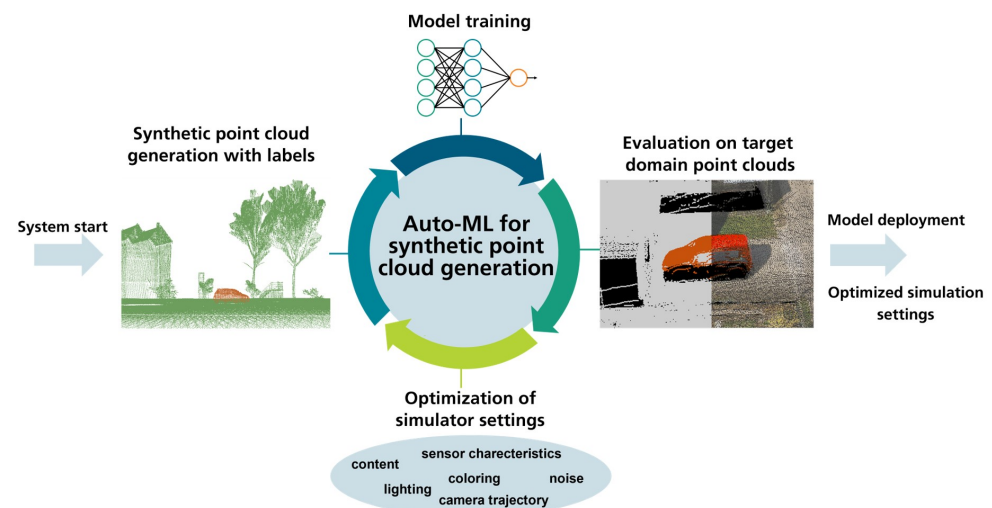 Model training
Synthetic point cloud
generation with labels
Evaluation on target
domain point clouds
System start
Auto-ML for
synthetic point
cloud generation
Model deployment
Optimized simulation
settings
Optimization of
simulator settings
sensor charecteristics
content
coloring
noise
lighting
camera trajectory